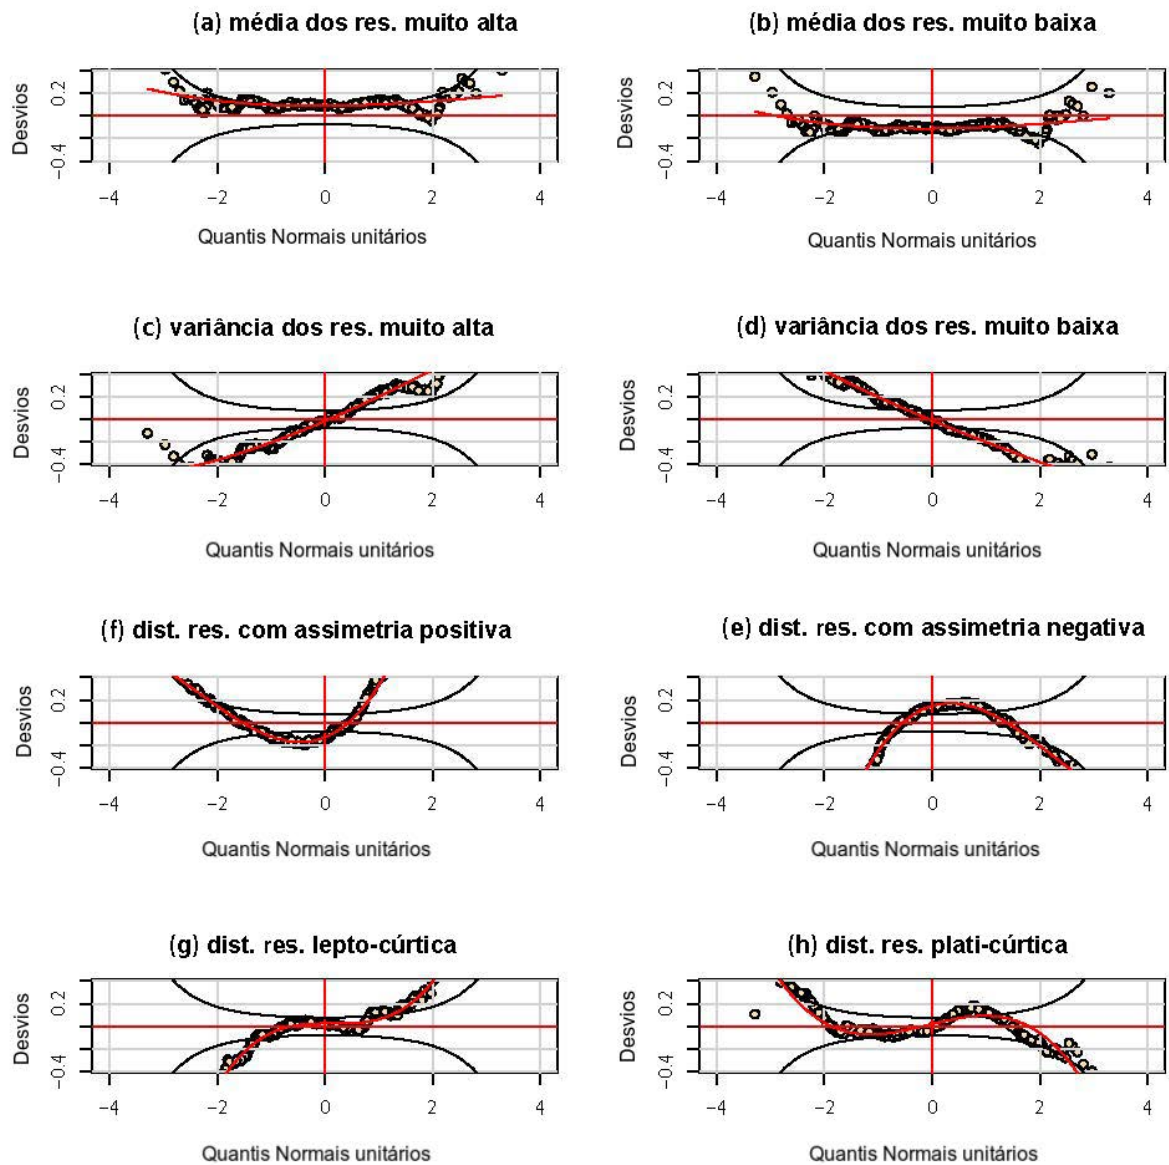 (a) média dos res. muito alta
(b) média dos res. muito baixa
Desvios
0.2
-0.4
-4 -2 0 2 4
Quantis Normais unitários
Desvios
0.2
-0.4
-4 -2 0 2 4
Quantis Normais unitários
(c) variância dos res. muito alta
(d) variância dos res. muito baixa
Desvios
0.2
-0.4
-4 -2 0 2 4
Quantis Normais unitários
Desvios
0.2
-0.4
-4 -2 0 2 4
Quantis Normais unitários
(f) dist. res. com assimetria positiva
(e) dist. res. com assimetria negativa
Desvios
0.2
-0.4
-4 -2 0 2 4
Quantis Normais unitários
Desvios
0.2
-0.4
-4 -2 0 2 4
Quantis Normais unitários
(g) dist. res. lepto-cúrtica
(h) dist. res. plati-cúrtica
Desvios
0.2
-0.4
-4 -2 0 2 4
Quantis Normais unitários
Desvios
0.2
-0.4
-4 -2 0 2 4
Quantis Normais unitários